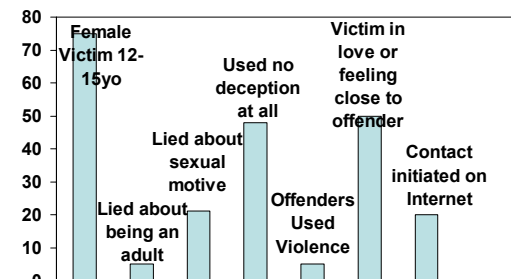 80
70
60
50
40
30
20
10
0
Female
Victim 12-
15yo
Lied about
being an
adult
Lied about
sexual
motive
Used no
deception
at all
Offenders
Used
Violence
Victim in
love or
feeling
close to
offender
Contact
initiated on
Internet